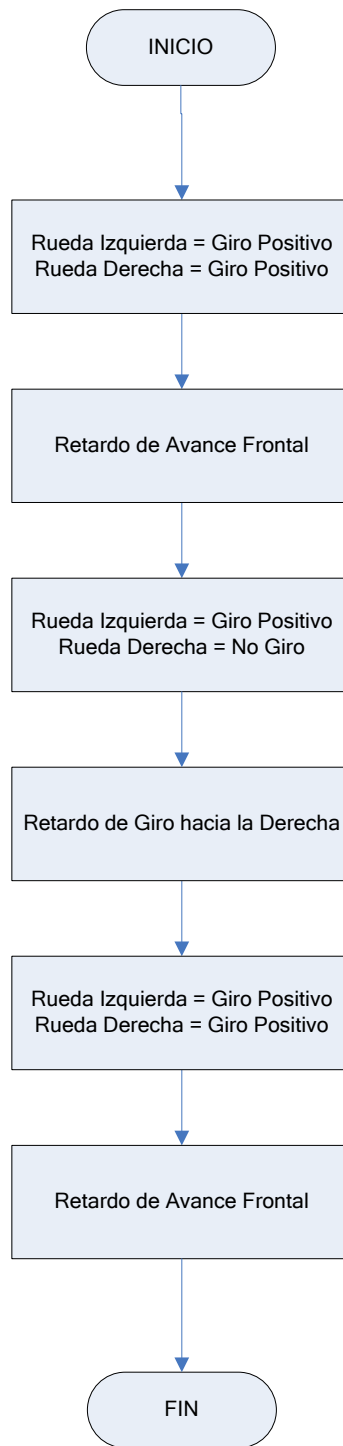 INICIO
Rueda Izquierda = Giro Positivo
Rueda Derecha = Giro Positivo
Retardo de Avance Frontal
Rueda Izquierda = Giro Positivo
Rueda Derecha = No Giro
Retardo de Giro hacia la Derecha
Rueda Izquierda = Giro Positivo
Rueda Derecha = Giro Positivo
Retardo de Avance Frontal
FIN